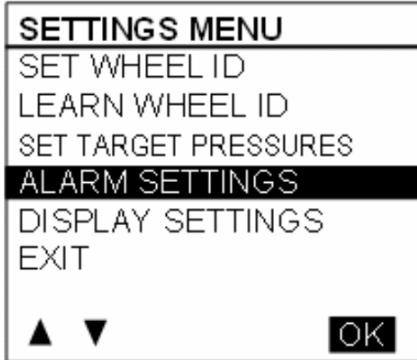 SETTINGS MENU
SET WHEEL ID
LEARN WHEEL ID
SET TARGET PRESSURES
ALARM SETTINGS
DISPLAY SETTINGS
EXIT
▲ ▼ OK